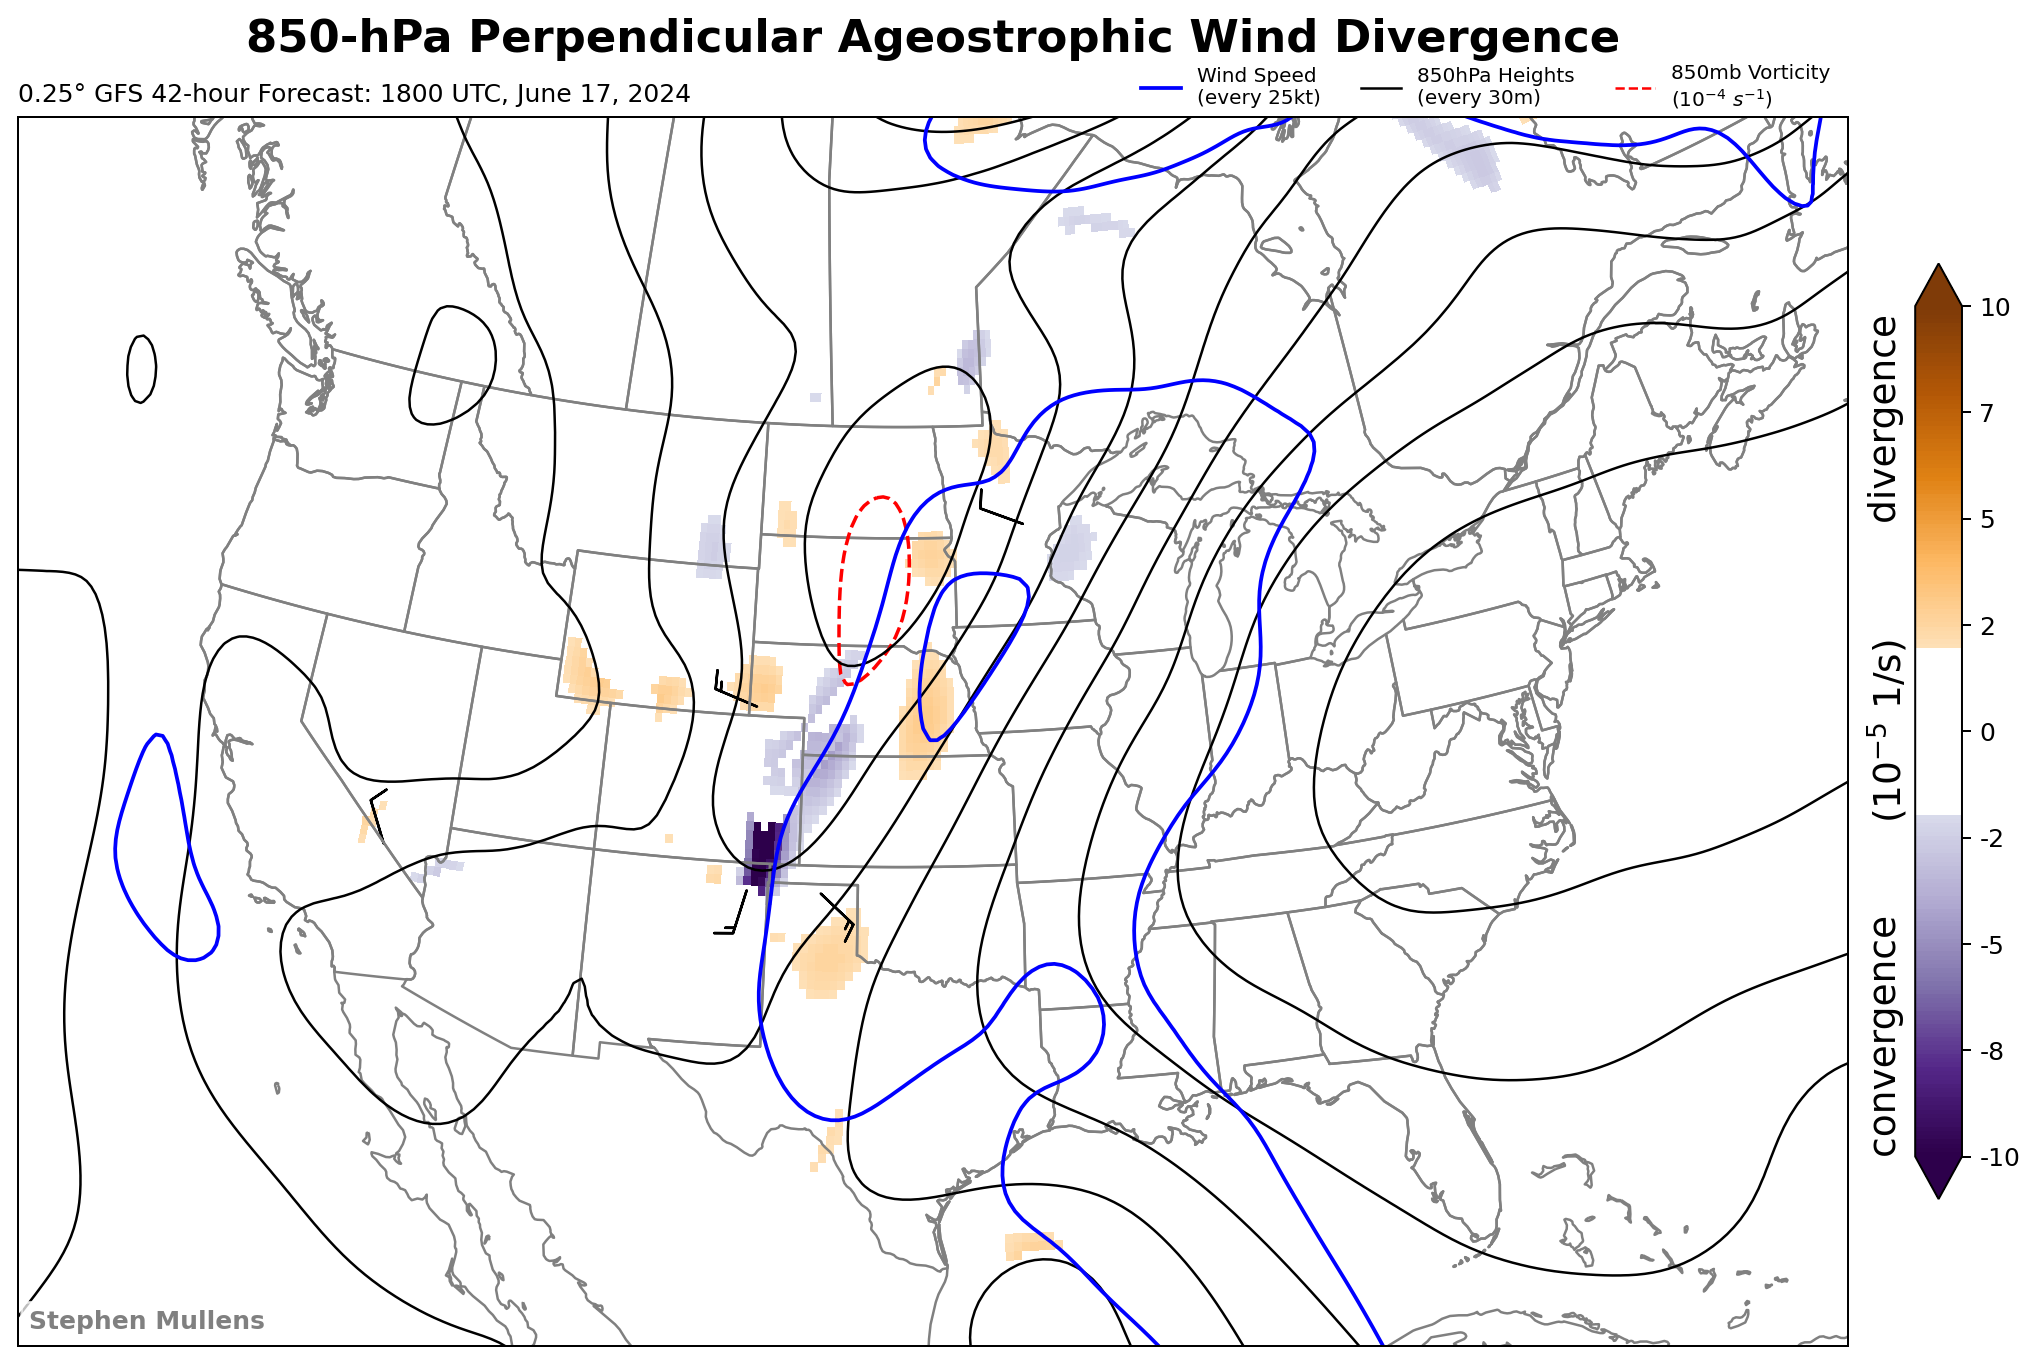 850-hPa Perpendicular Ageostrophic Wind Divergence
0.25° GFS 42-hour Forecast: 1800 UTC, June 17, 2024
Wind Speed
(every 25kt)
850hPa Heights
(every 30m)
850mb Vorticity
(10⁻⁴ s⁻¹)
10
7
5
2
0
-2
-5
-8
-10
convergence (10⁻⁵ 1/s) divergence
Stephen Mullens